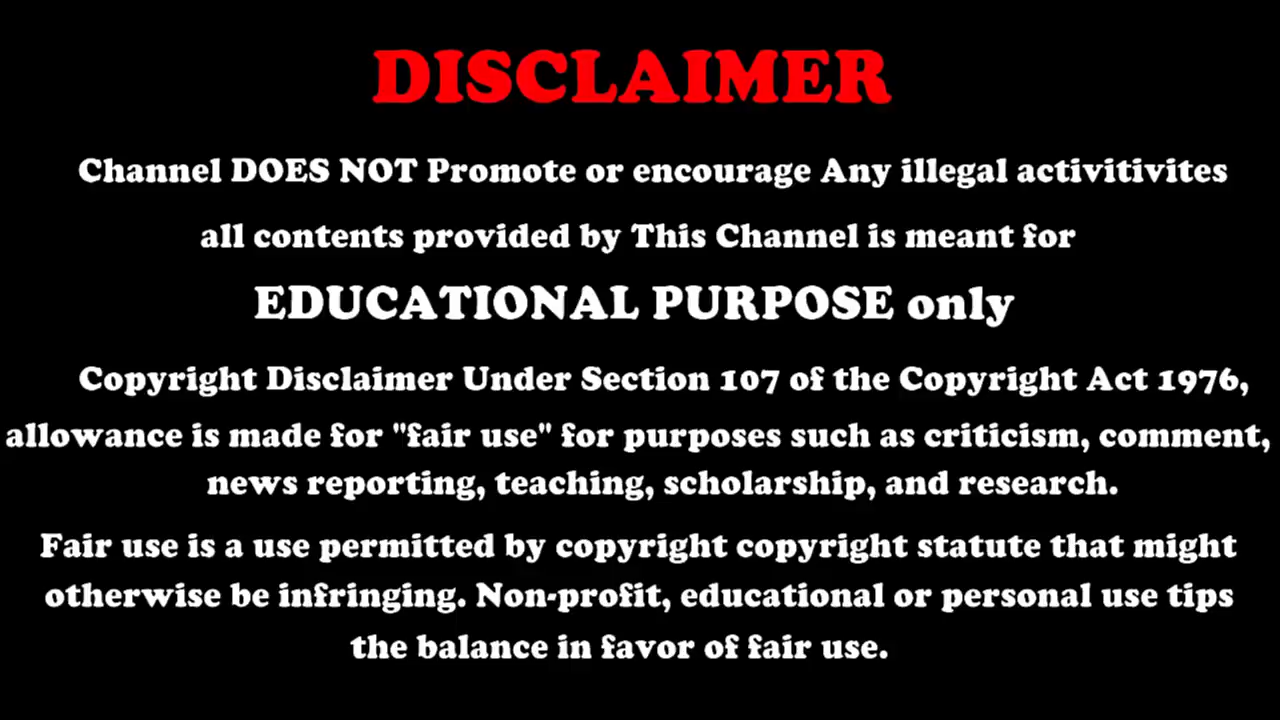 DISCLAIMER
Channel DOES NOT Promote or encourage Any illegal activitivites
all contents provided by This Channel is meant for
EDUCATIONAL PURPOSE only
Copyright Disclaimer Under Section 107 of the Copyright Act 1976,
allowance is made for "fair use" for purposes such as criticism, comment,
news reporting, teaching, scholarship, and research.
Fair use is a use permitted by copyright copyright statute that might
otherwise be infringing. Non-profit, educational or personal use tips
the balance in favor of fair use.